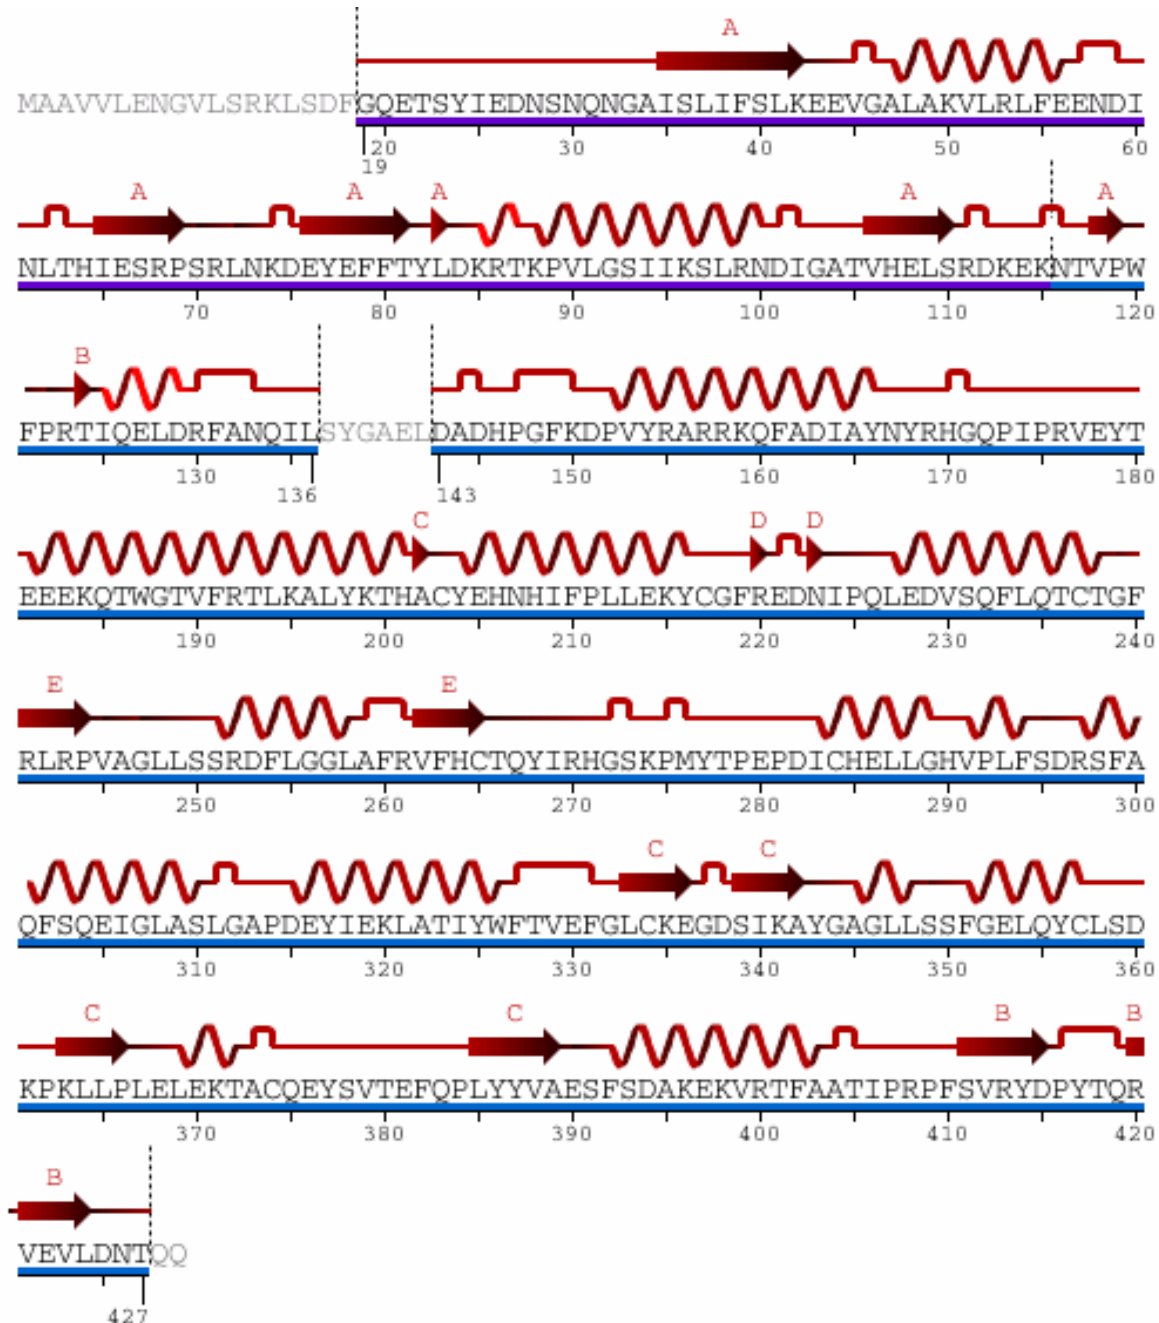 A
MAAVVLENGVLSRKLSDFGQETSYIEDNSNQNGAISLIFSLKEEVGALAKVLRLFEENDI
20 30 40 50 60
19
A A A A A
NLTHIESRPSRLNKDEYEFFTYLDKRTKPVLGSIIKSLRNDIGATVHELSRDKEKNTVPW
70 80 90 100 110 120
B
FPRTIQELDRFANQILSYGAELDADHPGFKDPVYRARRKQFADIAYNYRHGQPIPRVEYT
130 150 160 170 180
136 143
C D D
EEEKQTWGTVFRTLKALYKTHACYEHNHIFPLLEKYCGFREDNIPQLEDVSQFLQTCTGF
190 200 210 220 230 240
E E
RLRPVAGLLSSRDFLGGLAFRVFHCTQYIRHGSKPMYTPEPDICHELLGHVPLFSDRSFA
250 260 270 280 290 300
C C
QFSQEIGLASLGAPDEYIEKLATIYWFTVEFGLCKEGDSIKAYGAGLLSSFGELQYCLSD
310 320 330 340 350 360
C C B B
KPKLLPLELEKTACQEYSVTEFQPLYYVAESFSDAKEKVRTFAATIPRPFSVRYDPYTQR
370 380 390 400 410 420
B
VEVLDNTQQ
427